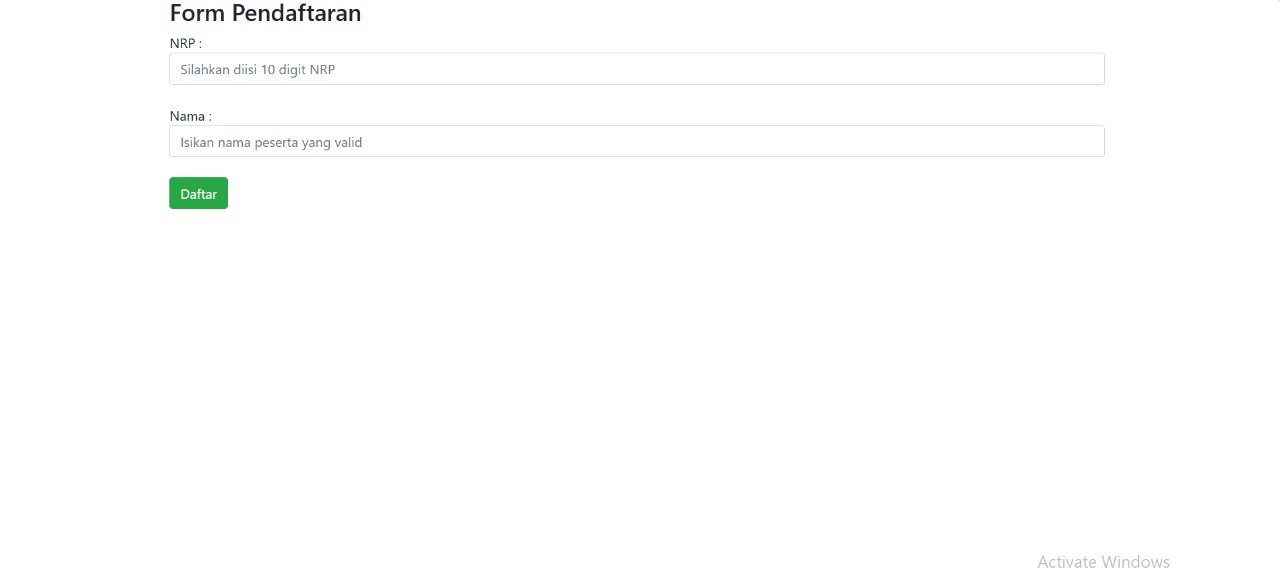 Form Pendaftaran
NRP :
Silahkan diisi 10 digit NRP
Nama :
Isikan nama peserta yang valid
Daftar
Activate Windows